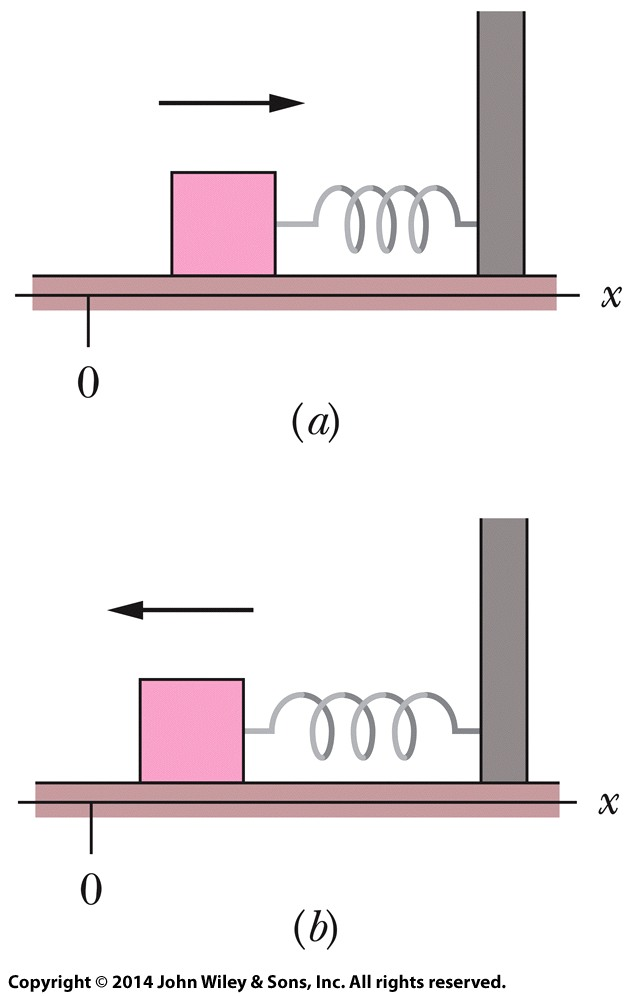 x
0
(a)
x
0
(b)
Copyright © 2014 John Wiley & Sons, Inc. All rights reserved.